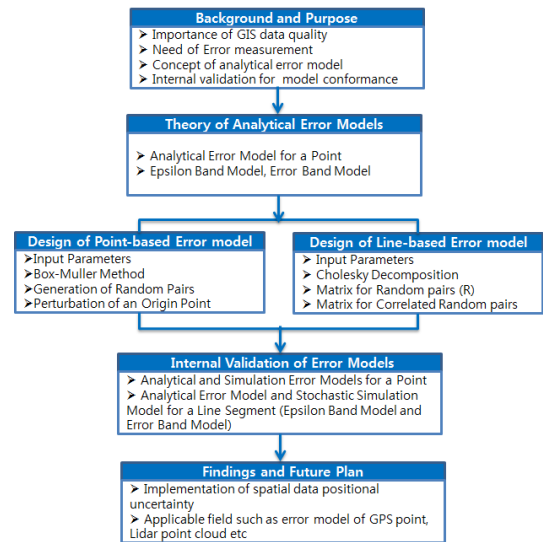 Background and Purpose
➤ Importance of GIS data quality
➤ Need of Error measurement
➤ Concept of analytical error model
➤ Internal validation for model conformance
Theory of Analytical Error Models
➤ Analytical Error Model for a Point
➤ Epsilon Band Model, Error Band Model
Design of Point-based Error model
➤Input Parameters
➤Box-Muller Method
➤Generation of Random Pairs
➤Perturbation of an Origin Point
Design of Line-based Error model
➤ Input Parameters
➤ Cholesky Decomposition
➤ Matrix for Random pairs (R)
➤ Matrix for Correlated Random pairs
Internal Validation of Error Models
➤ Analytical and Simulation Error Models for a Point
➤ Analytical Error Model and Stochastic Simulation
Model for a Line Segment (Epsilon Band Model and
Error Band Model)
Findings and Future Plan
➤ Implementation of spatial data positional
uncertainty
➤ Applicable field such as error model of GPS point,
Lidar point cloud etc